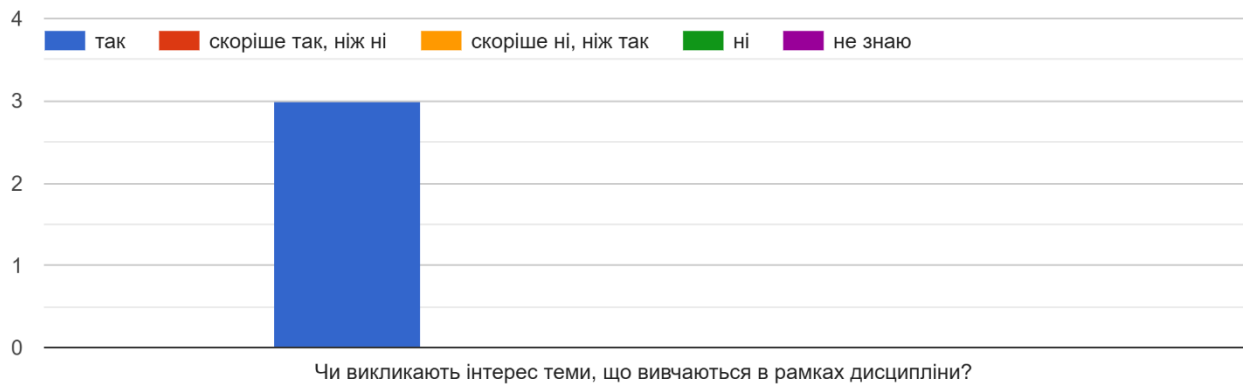 4
так скоріше так, ніж ні скоріше ні, ніж так ні не знаю
3
2
1
0
Чи викликають інтерес теми, що вивчаються в рамках дисципліни?